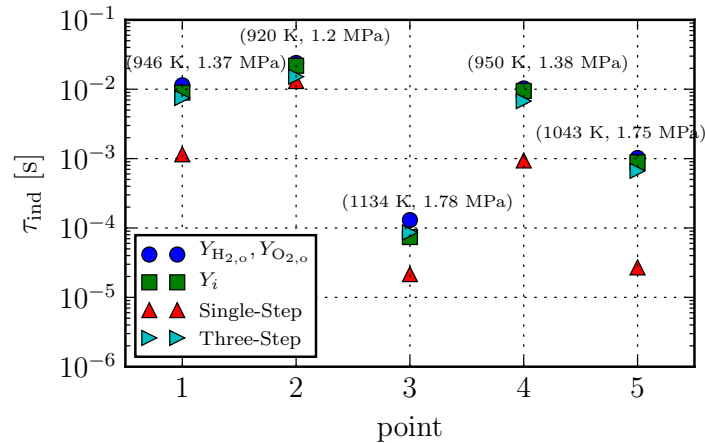 (920 K, 1.2 MPa)
(946 K, 1.37 MPa)
(950 K, 1.38 MPa)
(1043 K, 1.75 MPa)
(1134 K, 1.78 MPa)
τ_ind [s]
10^−1
10^−2
10^−3
10^−4
10^−5
10^−6
Y_H_2,o, Y_O_2,o
Y_i
Single-Step
Three-Step
1 2 3 4 5
point